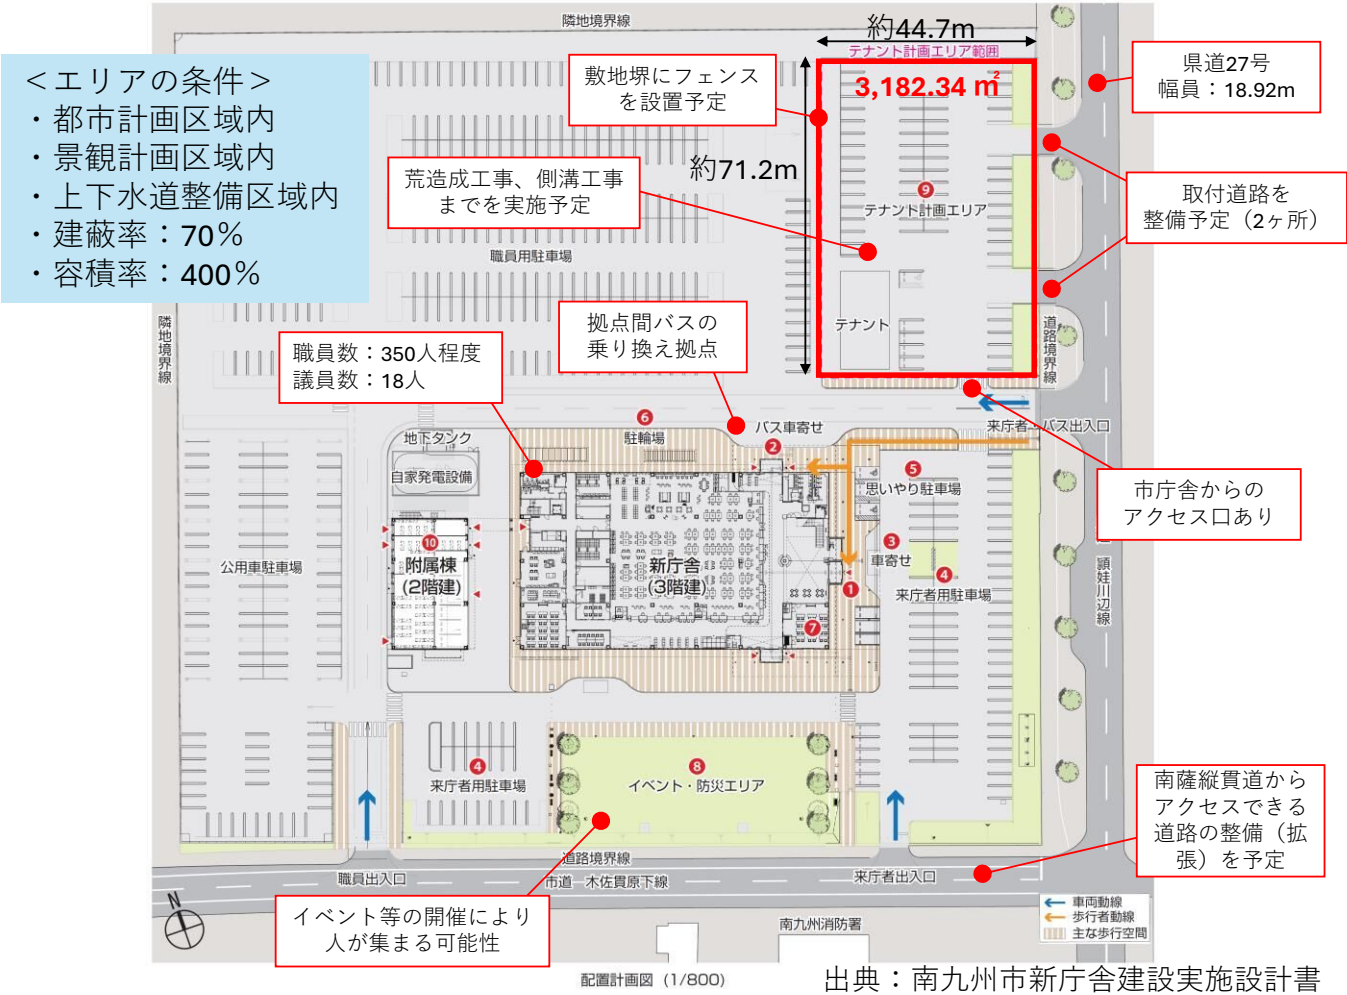 隣地境界線
約44.7m
テナント計画エリア範囲
3,182.34 ㎡
約71.2m
＜エリアの条件＞
・都市計画区域内
・景観計画区域内
・上下水道整備区域内
・建蔽率：70％
・容積率：400％
敷地堺にフェンス
を設置予定
県道27号
幅員：18.92m
荒造成工事、側溝工事
までを実施予定
取付道路を
整備予定（2ヶ所）
9
テナント計画エリア
職員用駐車場
テナント
拠点間バスの
乗り換え拠点
職員数：350人程度
議員数：18人
隣地境界線
道路境界線
6
駐輪場
バス車寄せ
2
来庁者・バス出入口
地下タンク
自家発電設備
5
思いやり駐車場
市庁舎からの
アクセス口あり
10
附属棟
(2階建)
新庁舎
(3階建)
3
車寄せ
4
来庁者用駐車場
1
7
公用車駐車場
頴娃川辺線
4
来庁者用駐車場
8
イベント・防災エリア
南薩縦貫道から
アクセスできる
道路の整備（拡
張）を予定
道路境界線
職員出入口
市道 木佐貫原下線
来庁者出入口
イベント等の開催により
人が集まる可能性
南九州消防署
N
車両動線
歩行者動線
主な歩行空間
配置計画図 (1/800)
出典：南九州市新庁舎建設実施設計書